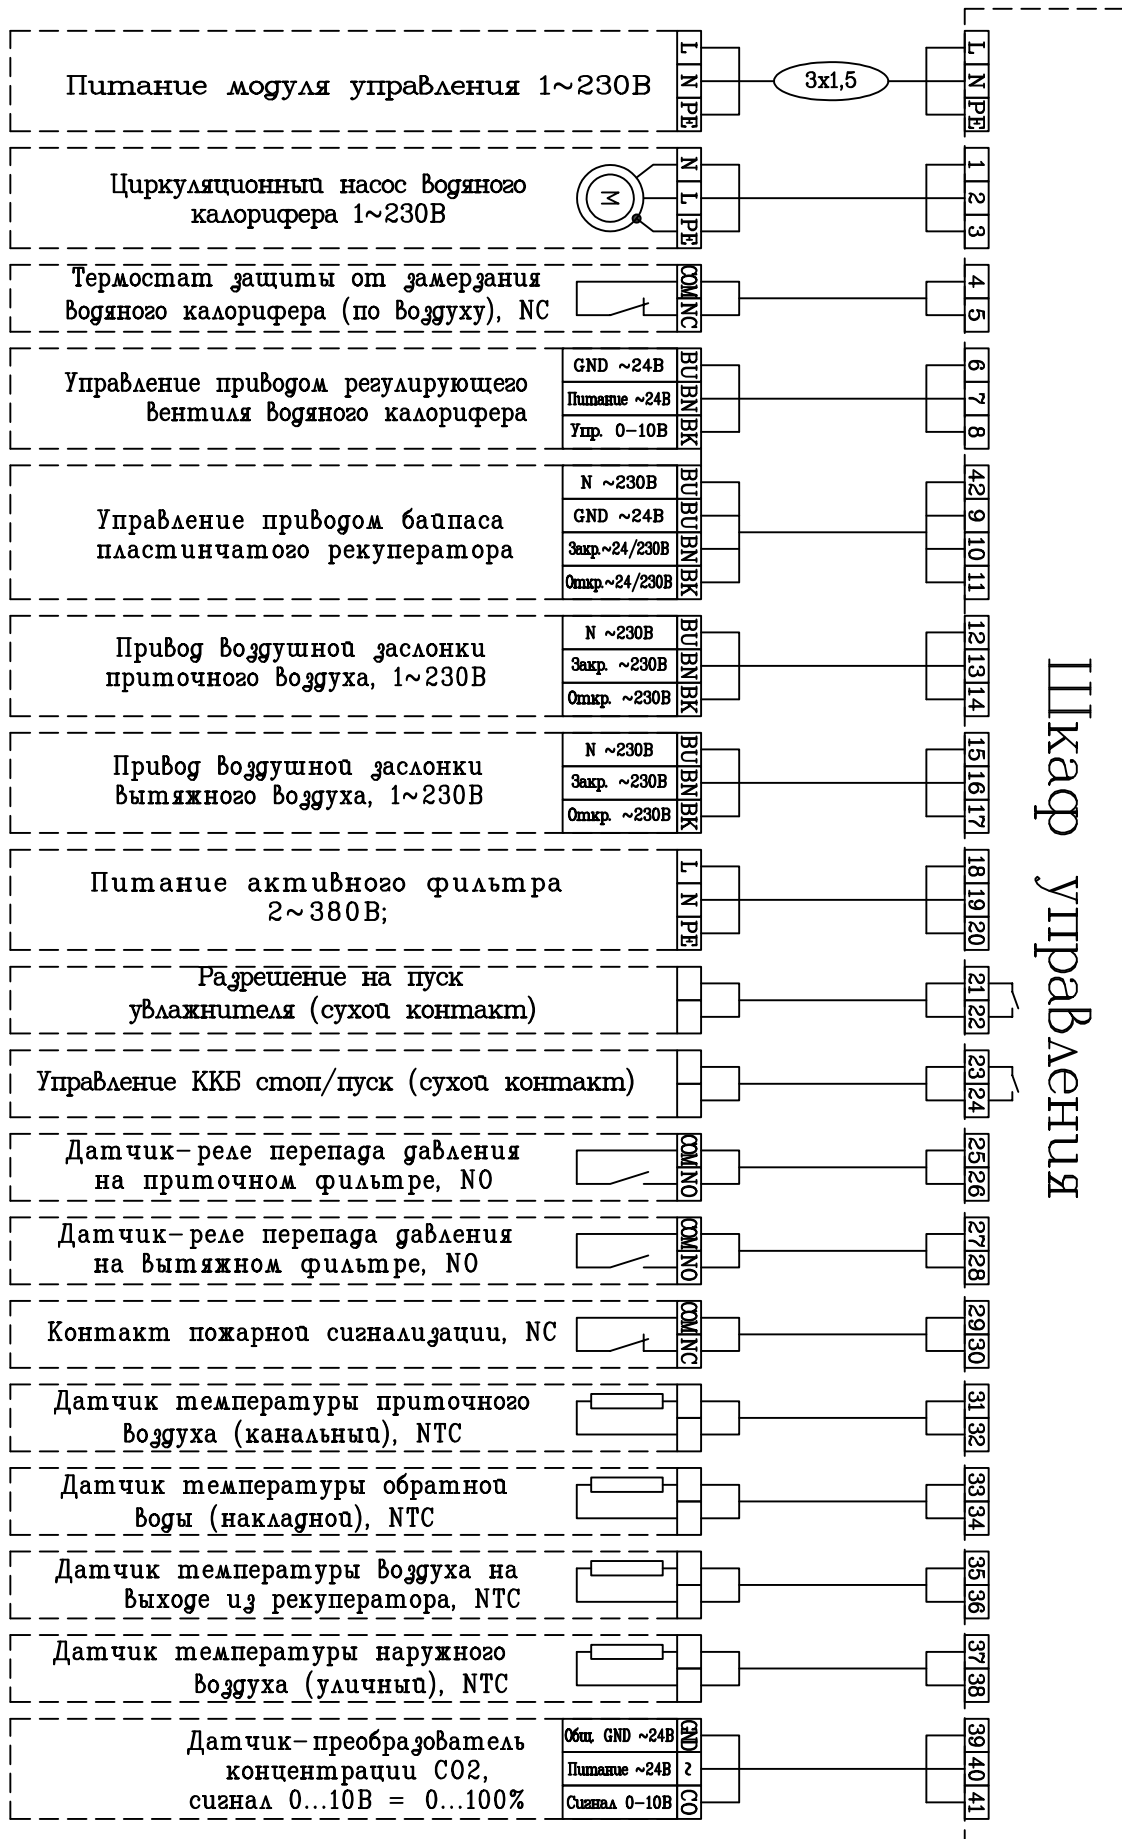 Питание модуля управления 1~230В
L
N
PE
3х1,5
L
N
PE
Циркуляционный насос водяного
калорифера 1~230В
M
N
L
PE
1
2
3
Термостат защиты от замерзания
водяного калорифера (по воздуху), NC
COM
NC
4
5
Управление приводом регулирующего
вентиля водяного калорифера
GND ~24В
Питание ~24В
Упр. 0-10В
BU
BN
BK
6
7
8
Управление приводом байпаса
пластинчатого рекуператора
N ~230В
GND ~24В
Закр.~24/230В
Откр.~24/230В
BU
BU
BN
BK
42
9
10
11
Привод воздушной заслонки
приточного воздуха, 1~230В
N ~230В
Закр. ~230В
Откр. ~230В
BU
BN
BK
12
13
14
Привод воздушной заслонки
вытяжного воздуха, 1~230В
N ~230В
Закр. ~230В
Откр. ~230В
BU
BN
BK
15
16
17
Питание активного фильтра
2~380В;
L
N
PE
18
19
20
Разрешение на пуск
увлажнителя (сухой контакт)
21
22
Управление ККБ стоп/пуск (сухой контакт)
23
24
Датчик-реле перепада давления
на приточном фильтре, NO
COM
NO
25
26
Датчик-реле перепада давления
на вытяжном фильтре, NO
COM
NO
27
28
Контакт пожарной сигнализации, NC
COM
NC
29
30
Датчик температуры приточного
воздуха (канальный), NTC
31
32
Датчик температуры обратной
воды (накладной), NTC
33
34
Датчик температуры воздуха на
выходе из рекуператора, NTC
35
36
Датчик температуры наружного
воздуха (уличный), NTC
37
38
Датчик-преобразователь
концентрации СО2,
сигнал 0...10В = 0...100%
Общ. GND ~24В
Питание ~24В
Сигнал 0-10В
GND
~
CO
39
40
41
Шкаф управления